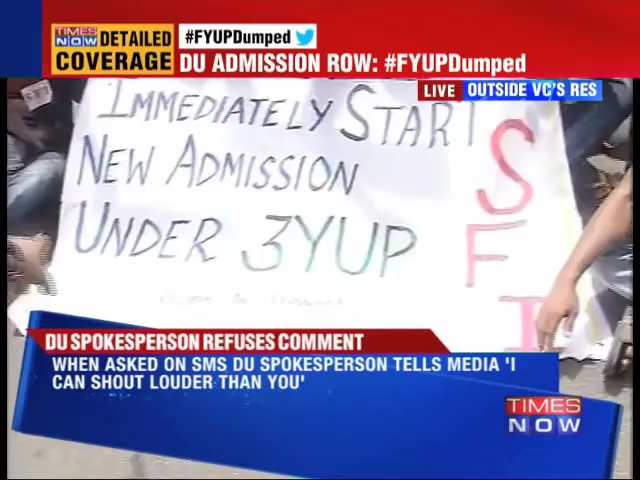 TIMES NOW
DETAILED
COVERAGE
#FYUPDumped
DU ADMISSION ROW: #FYUPDumped
LIVE OUTSIDE VC'S RES
IMMEDIATELY START
NEW ADMISSION
UNDER 3YUP
SFI
DU SPOKESPERSON REFUSES COMMENT
WHEN ASKED ON SMS DU SPOKESPERSON TELLS MEDIA 'I
CAN SHOUT LOUDER THAN YOU'
TIMES
NOW